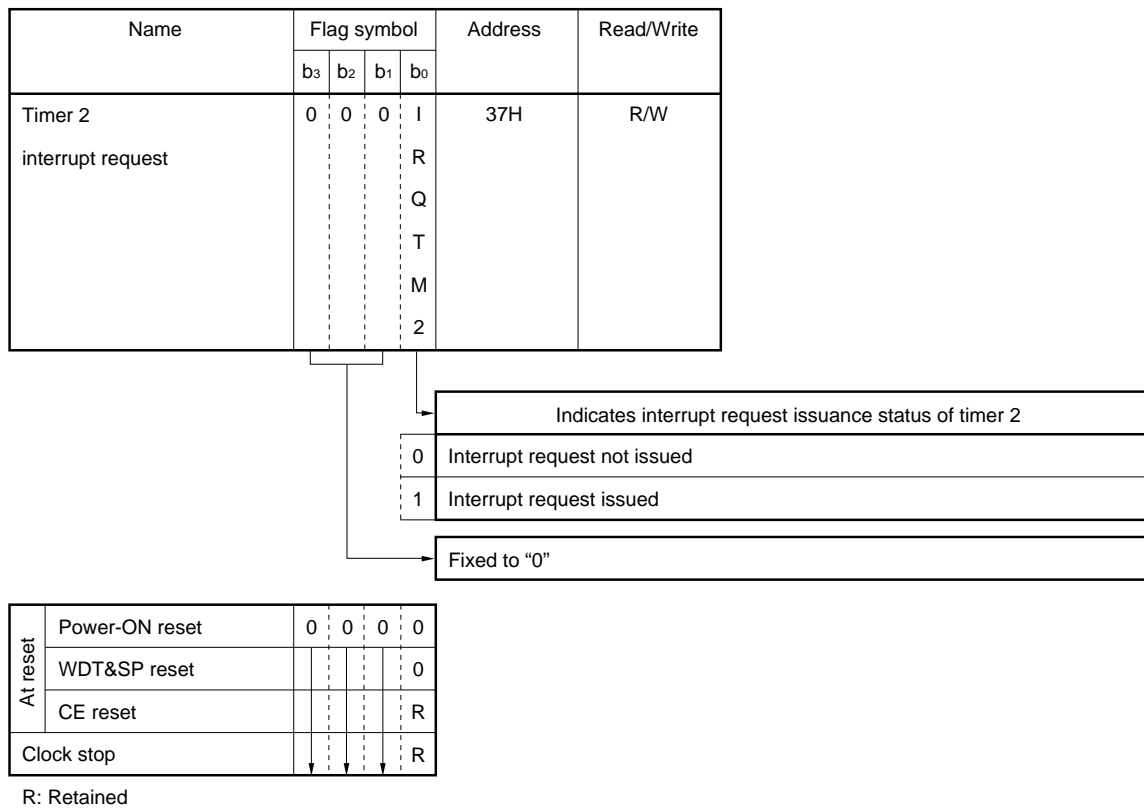 Name Flag symbol Address Read/Write
b3 b2 b1 b0
Timer 2 0 0 0 I 37H R/W
interrupt request R
Q
T
M
2
Indicates interrupt request issuance status of timer 2
0 Interrupt request not issued
1 Interrupt request issued
Fixed to “0”
At reset
Power-ON reset 0 0 0 0
WDT&SP reset 0
CE reset R
Clock stop R
R: Retained